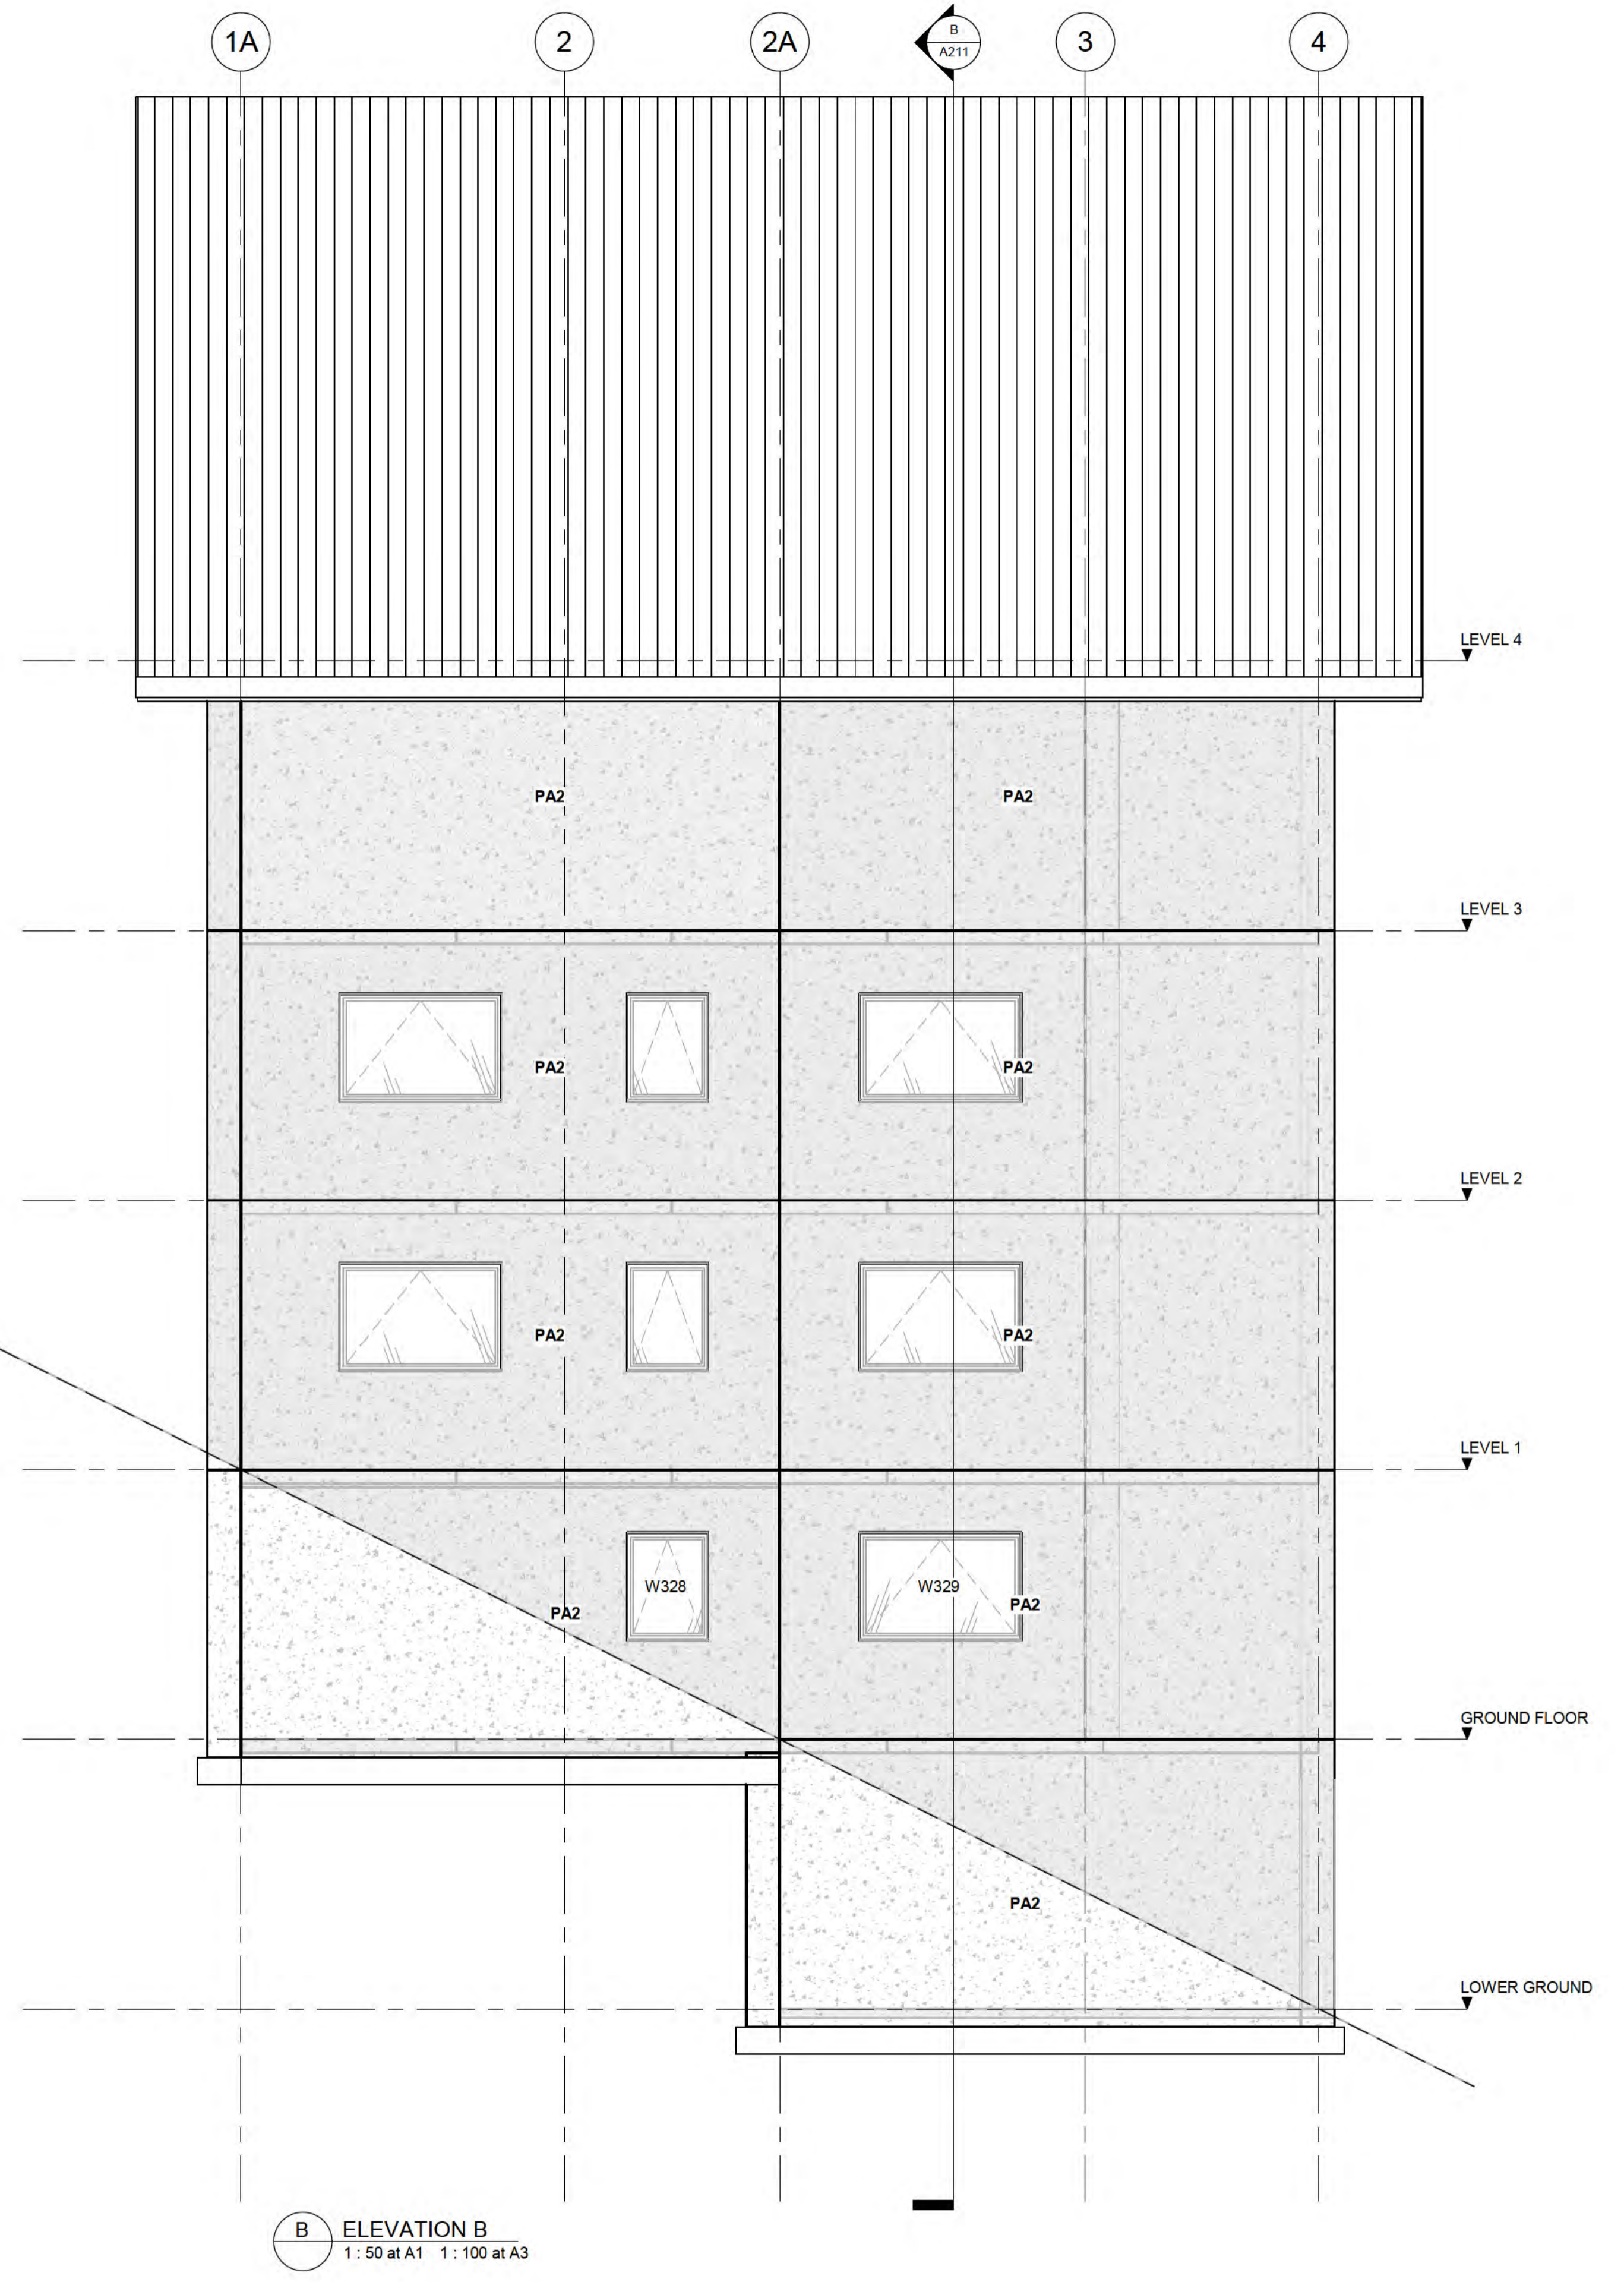 1A
2
2A
B
A211
3
4
LEVEL 4
PA2
PA2
LEVEL 3
PA2
PA2
LEVEL 2
PA2
PA2
LEVEL 1
W328
W329
PA2
PA2
GROUND FLOOR
PA2
LOWER GROUND
B
ELEVATION B
1 : 50 at A1 1 : 100 at A3